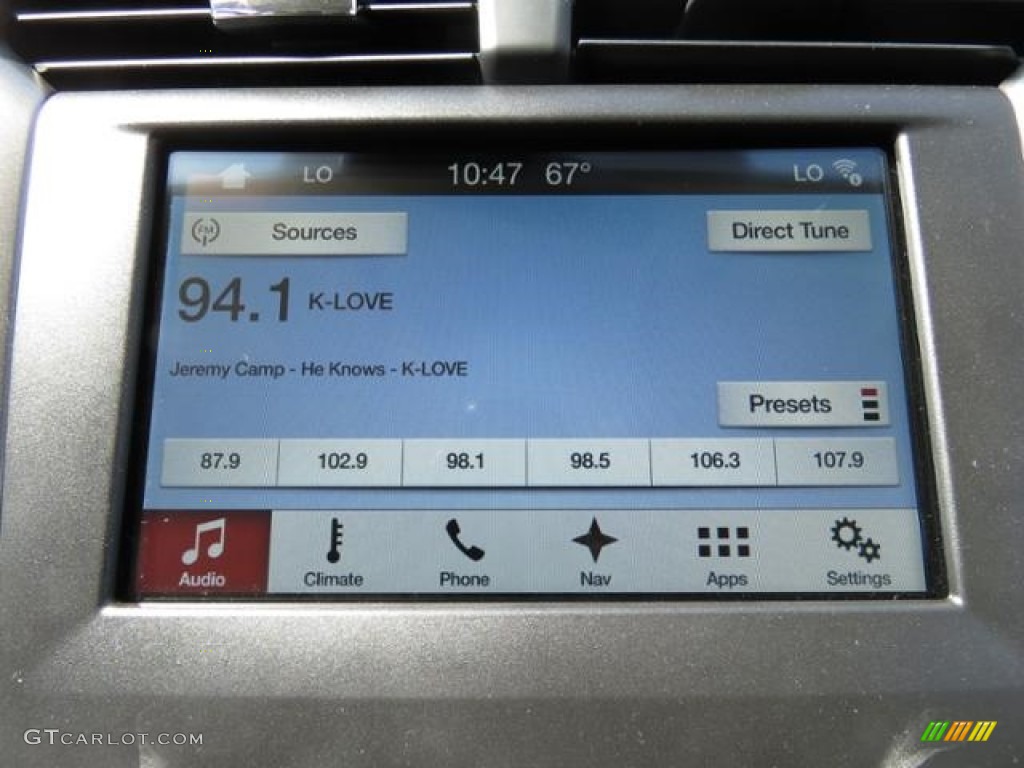 LO 10:47 67° LO
FM Sources Direct Tune
94.1 K-LOVE
Jeremy Camp - He Knows - K-LOVE
Presets
87.9 102.9 98.1 98.5 106.3 107.9
Audio Climate Phone Nav Apps Settings
GTCARLOT.COM